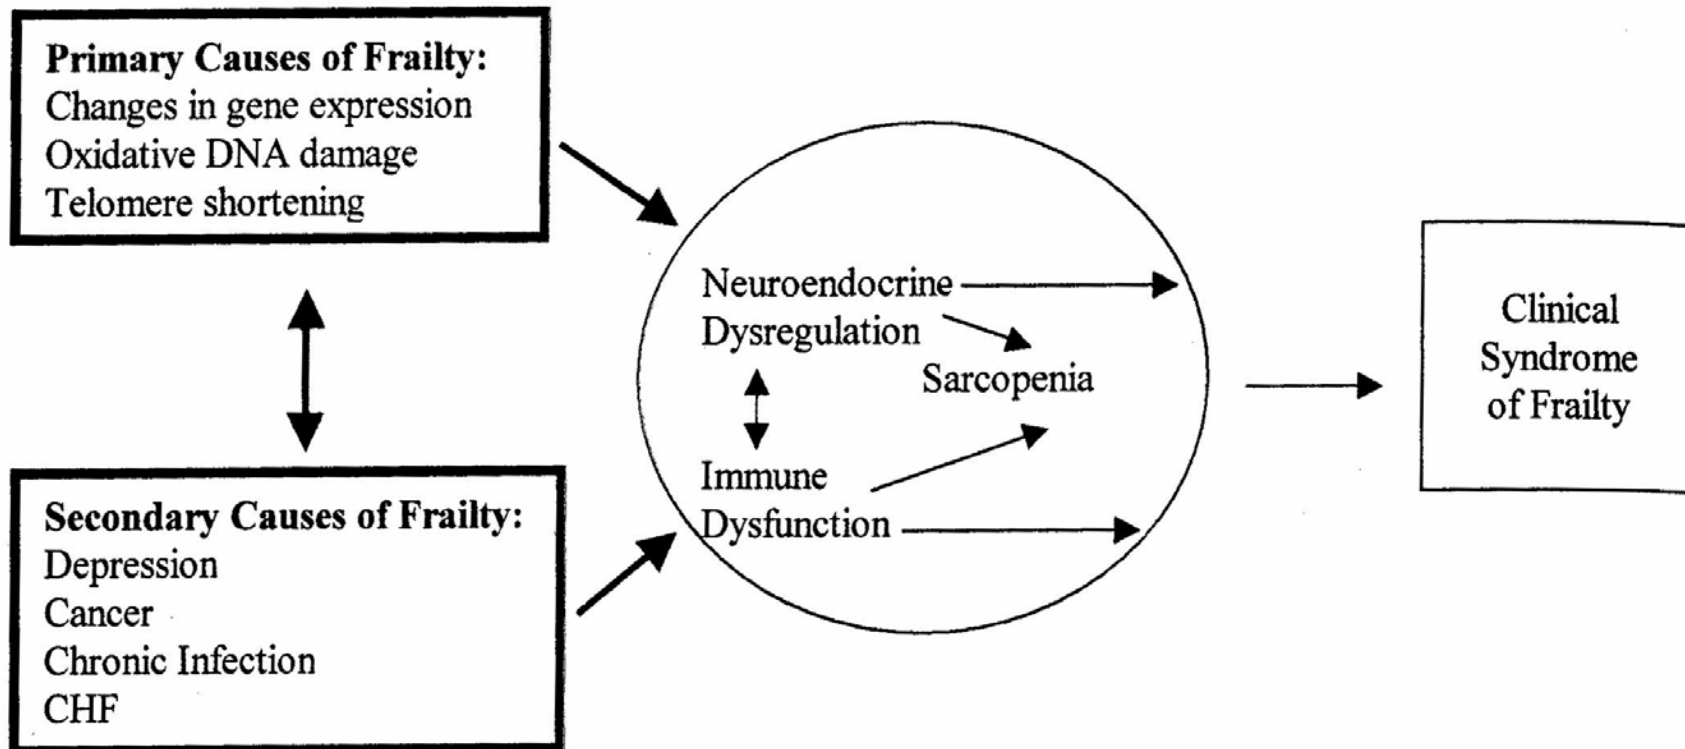 Primary Causes of Frailty:
Changes in gene expression
Oxidative DNA damage
Telomere shortening
Neuroendocrine
Dysregulation
Sarcopenia
Immune
Dysfunction
Clinical
Syndrome
of Frailty
Secondary Causes of Frailty:
Depression
Cancer
Chronic Infection
CHF